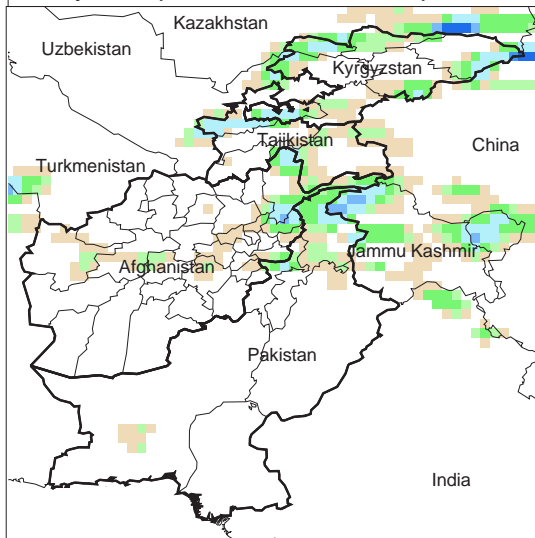 Kazakhstan
Uzbekistan
Kyrgyzstan
Tajikistan
China
Turkmenistan
Jammu Kashmir
Afghanistan
Pakistan
India